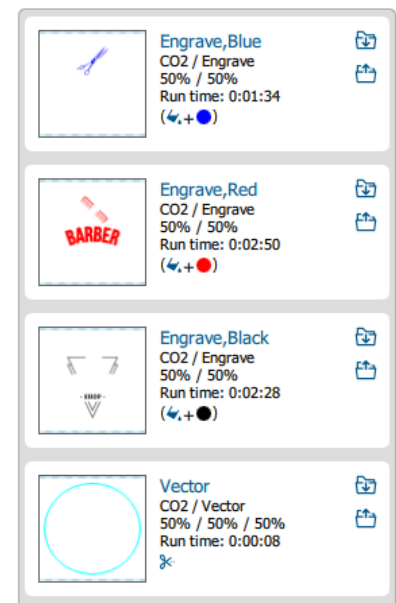 Engrave,Blue
CO2 / Engrave
50% / 50%
Run time: 0:01:34
(+)
Engrave,Red
CO2 / Engrave
50% / 50%
Run time: 0:02:50
(+)
BARBER
Engrave,Black
CO2 / Engrave
50% / 50%
Run time: 0:02:28
(+)
- SHOP -
Vector
CO2 / Vector
50% / 50% / 50%
Run time: 0:00:08